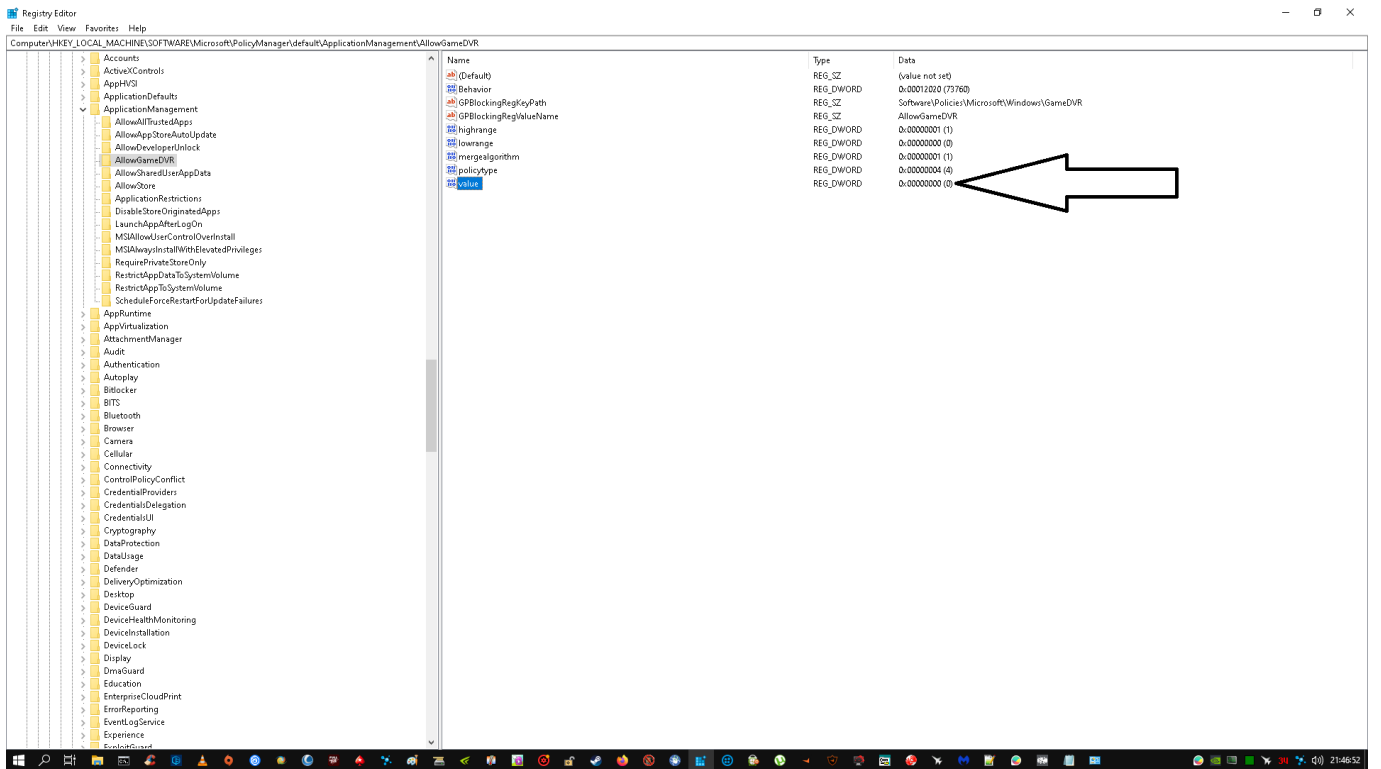 Registry Editor
File Edit View Favorites Help
Computer\HKEY_LOCAL_MACHINE\SOFTWARE\Microsoft\PolicyManager\default\ApplicationManagement\AllowGameDVR
Accounts
ActiveXControls
AppHVSI
ApplicationDefaults
ApplicationManagement
AllowAllTrustedApps
AllowAppStoreAutoUpdate
AllowDeveloperUnlock
AllowGameDVR
AllowSharedUserAppData
AllowStore
ApplicationRestrictions
DisableStoreOriginatedApps
LaunchAppAfterLogOn
MSIAllowUserControlOverInstall
MSIAlwaysInstallWithElevatedPrivileges
RequirePrivateStoreOnly
RestrictAppDataToSystemVolume
RestrictAppToSystemVolume
ScheduleForceRestartForUpdateFailures
AppRuntime
AppVirtualization
AttachmentManager
Audit
Authentication
Autoplay
Bitlocker
BITS
Bluetooth
Browser
Camera
Cellular
Connectivity
ControlPolicyConflict
CredentialProviders
CredentialsDelegation
CredentialsUI
Cryptography
DataProtection
DataUsage
Defender
DeliveryOptimization
Desktop
DeviceGuard
DeviceHealthMonitoring
DeviceInstallation
DeviceLock
Display
DmaGuard
Education
EnterpriseCloudPrint
ErrorReporting
EventLogService
Experience
ExploitGuard
Name Type Data
(Default) REG_SZ (value not set)
Behavior REG_DWORD 0x00012020 (73760)
GPBlockingRegKeyPath REG_SZ Software\Policies\Microsoft\Windows\GameDVR
GPBlockingRegValueName REG_SZ AllowGameDVR
highrange REG_DWORD 0x00000001 (1)
lowrange REG_DWORD 0x00000000 (0)
mergealgorithm REG_DWORD 0x00000001 (1)
policytype REG_DWORD 0x00000004 (4)
value REG_DWORD 0x00000000 (0)
21:46:52